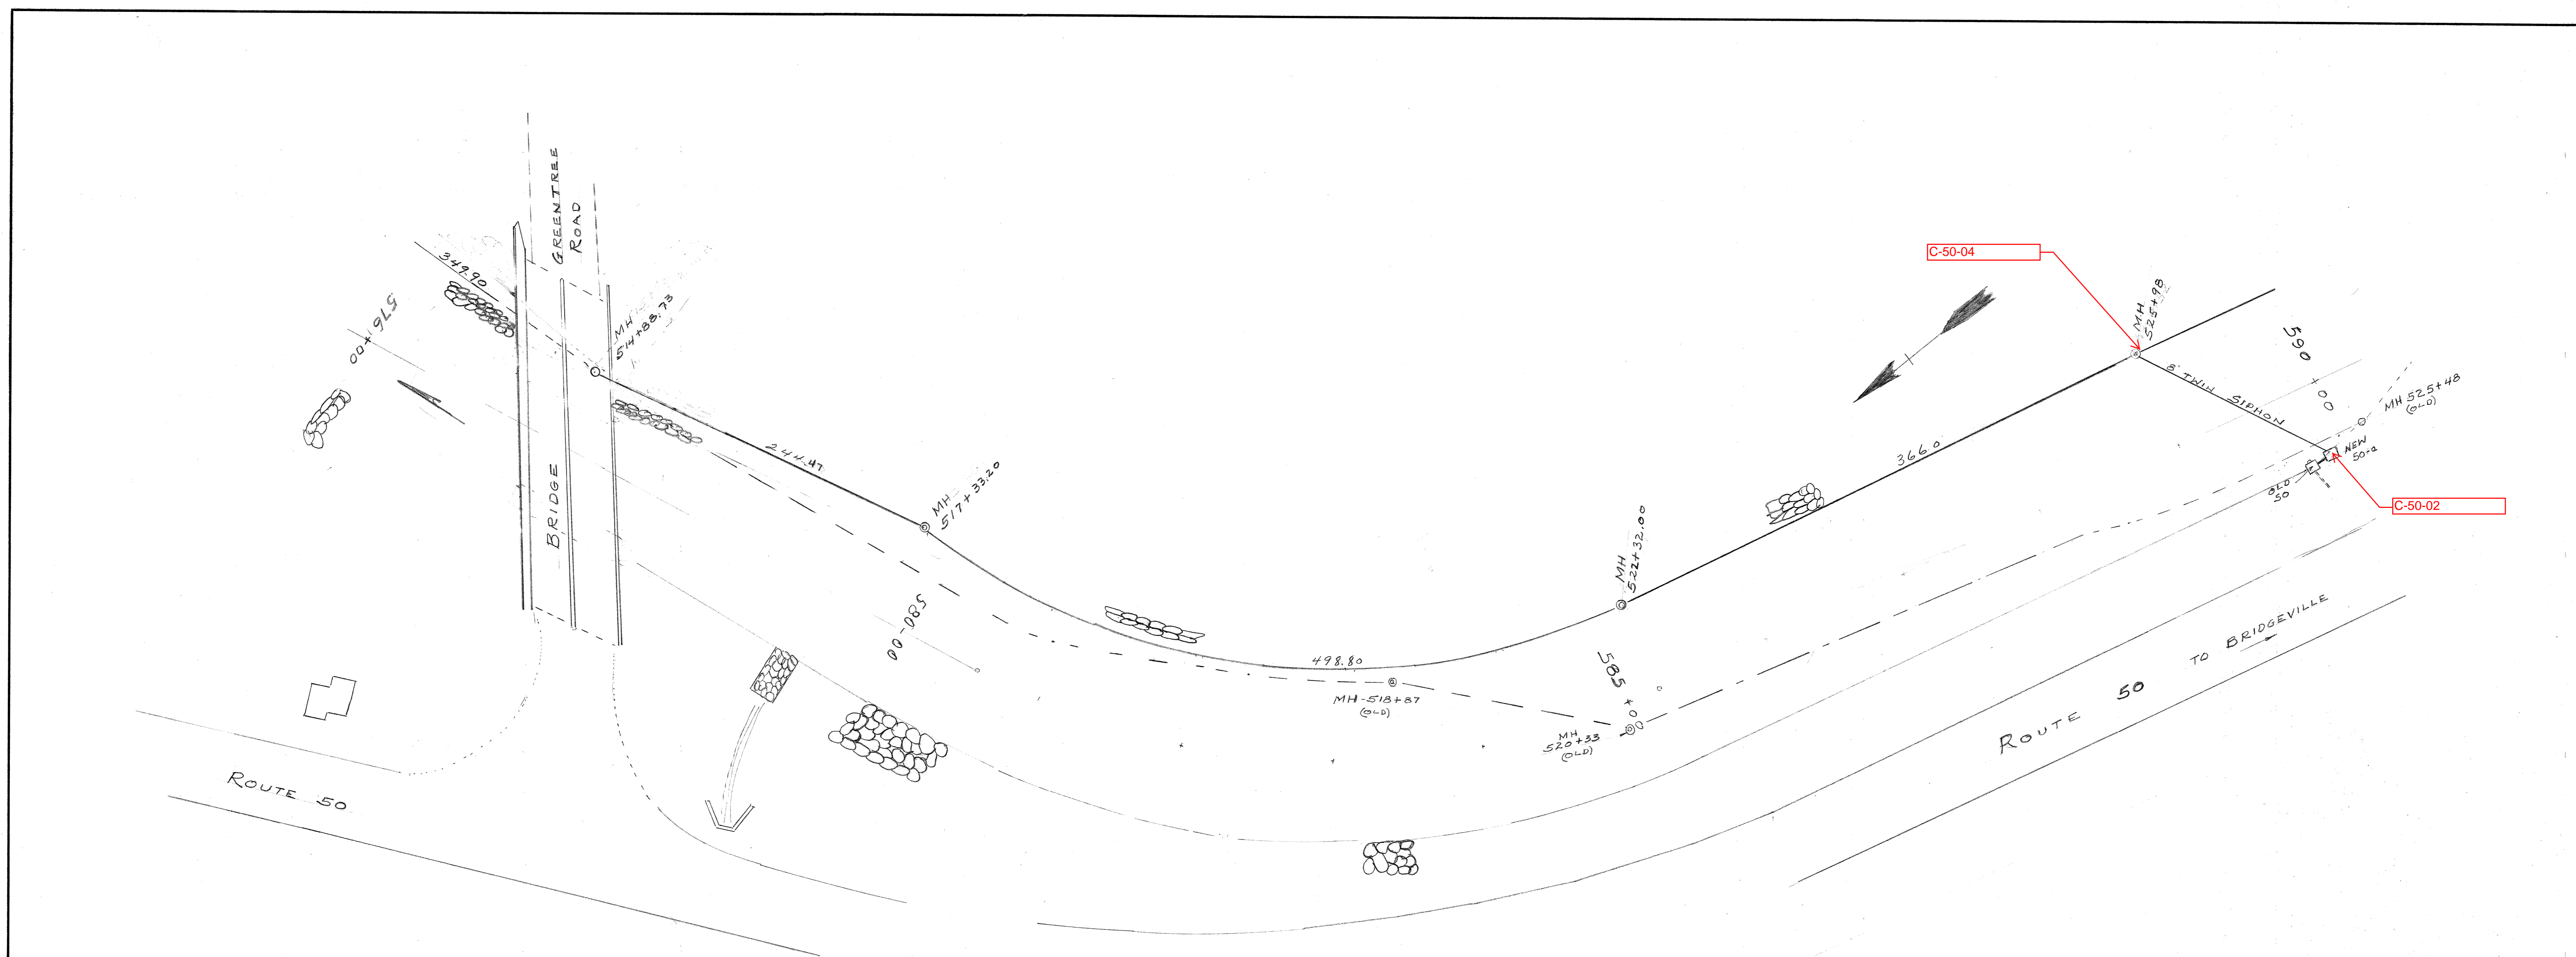 GREENTREE
ROAD
349.90
576+00
MH
514+88.73
BRIDGE
244.47
MH
517+33.20
580-00
498.80
MH-518+87
(OLD)
MH
520+33
(OLD)
585+00
MH
522+32.00
366.0
C-50-04
MH
525+98
8" TWIN
SIPHON
590+00
MH 525+48
(OLD)
NEW
50-a
OLD
50
C-50-02
TO BRIDGEVILLE
ROUTE 50
ROUTE 50